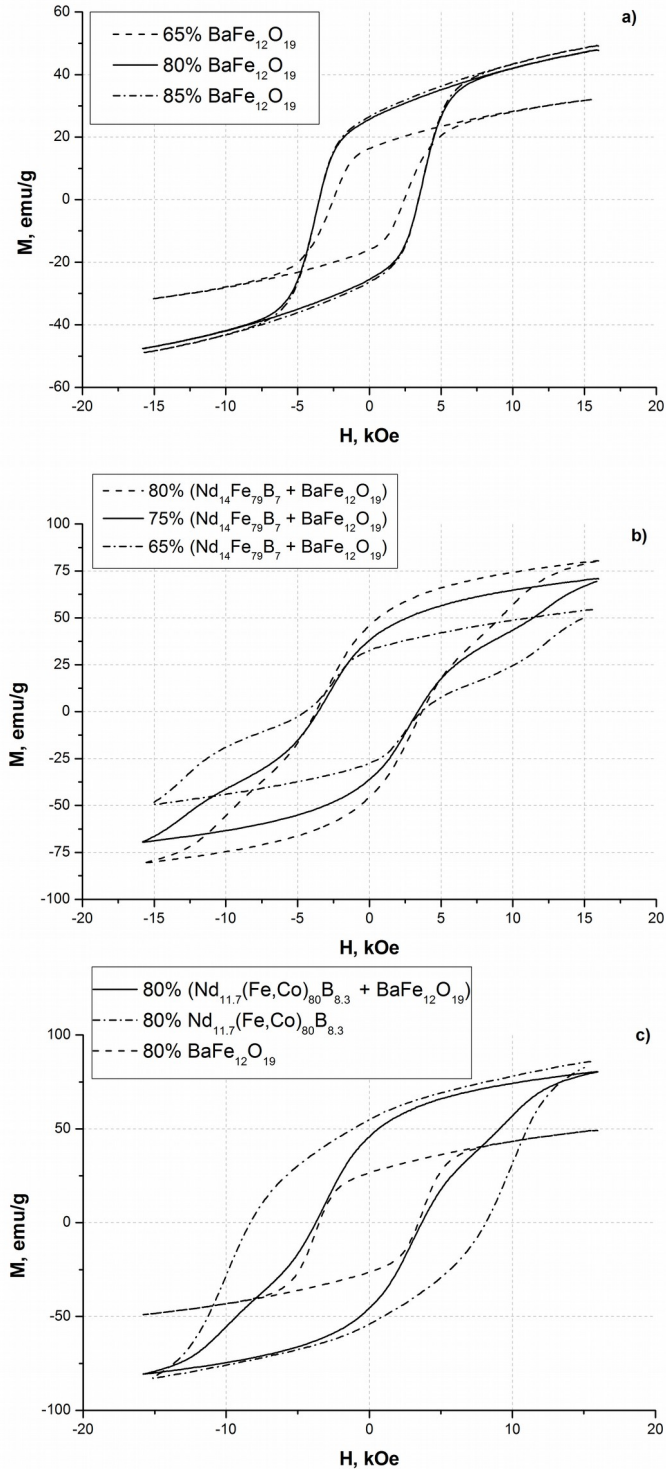 a)
65% BaFe₁₂O₁₉
80% BaFe₁₂O₁₉
85% BaFe₁₂O₁₉
60
40
20
0
-20
-40
-60
M, emu/g
-20 -15 -10 -5 0 5 10 15 20
H, kOe
80% (Nd₁₄Fe₇₉B₇ + BaFe₁₂O₁₉)
75% (Nd₁₄Fe₇₉B₇ + BaFe₁₂O₁₉)
65% (Nd₁₄Fe₇₉B₇ + BaFe₁₂O₁₉)
b)
100
75
50
25
0
-25
-50
-75
-100
M, emu/g
-20 -15 -10 -5 0 5 10 15 20
H, kOe
80% (Nd₁₁.₇(Fe,Co)₈₀B₈.₃ + BaFe₁₂O₁₉)
80% Nd₁₁.₇(Fe,Co)₈₀B₈.₃
80% BaFe₁₂O₁₉
c)
100
50
0
-50
-100
M, emu/g
-20 -15 -10 -5 0 5 10 15 20
H, kOe